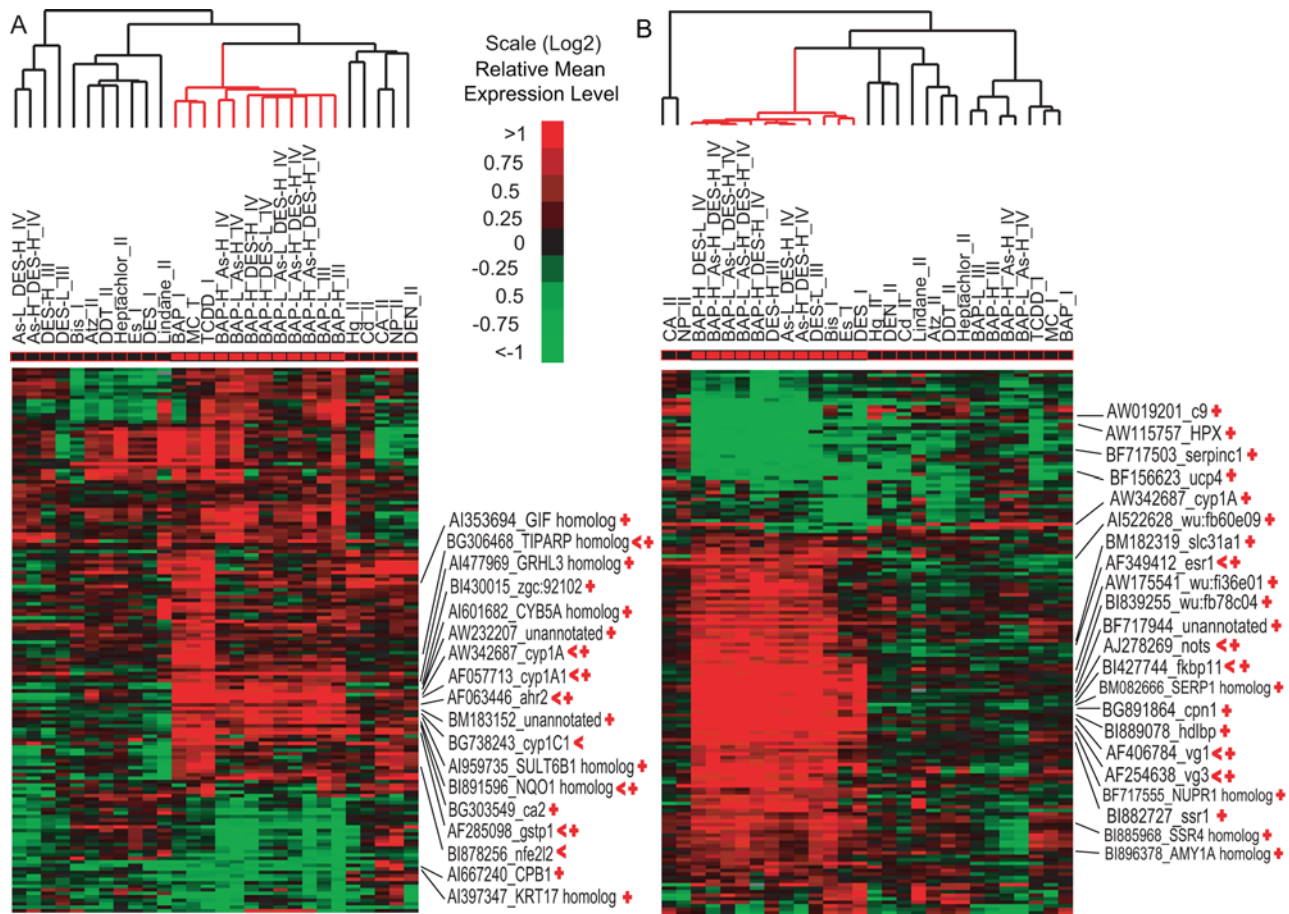 A
Scale (Log2)
Relative Mean
Expression Level
>1
0.75
0.5
0.25
0
-0.25
0.5
-0.75
<-1
B
As-L_DES-H_IV
As-H_DES-H_IV
DES-H_III
DES-L_III
Bis_I
Atz_II
DDT_II
Heptachlor_II
Es_I
DES_I
Lindane_II
BAP_I
MC_I
TCDD_I
BAP-H_As-H_IV
BAP-L_As-H_IV
BAP-H_DES-H_IV
BAP-H_DES-L_IV
BAP-L_As-L_DES-H_IV
BAP-H_As-H_DES-H_IV
BAP-L_As-H_DES-H_IV
BAP-L_III
BAP-H_III
Hg_II
Cd_II
CA_II
NP_II
DEN_II
CA_II
NP_II
BAP-H_DES-L_IV
BAP-H_As-H_DES-H_IV
BAP-L_As-L_DES-H_IV
BAP-L_As-H_DES-H_IV
BAP-H_DES-H_IV
DES-H_III
As-L_DES-H_IV
As-H_DES-H_IV
DES-L_III
Bis_I
Es_I
DES_I
Hg_II
DEN_II
Cd_II
Lindane_II
Atz_II
DDT_II
Heptachlor_II
BAP-L_III
BAP-H_III
BAP-H_As-H_IV
BAP-L_As-H_IV
TCDD_I
MC_I
BAP_I
AI353694_GIF homolog +
BG306468_TIPARP homolog <+
AI477969_GRHL3 homolog +
BI430015_zgc:92102 +
AI601682_CYB5A homolog +
AW232207_unannotated +
AW342687_cyp1A <+
AF057713_cyp1A1 <+
AF063446_ahr2 <+
BM183152_unannotated +
BG738243_cyp1C1 <
AI959735_SULT6B1 homolog +
BI891596_NQO1 homolog <+
BG303549_ca2 +
AF285098_gstp1 <+
BI878256_nfe2l2 <
AI667240_CPB1 +
AI397347_KRT17 homolog +
AW019201_c9 +
AW115757_HPX +
BF717503_serpinc1 +
BF156623_ucp4 +
AW342687_cyp1A +
AI522628_wu:fb60e09 +
BM182319_slc31a1 +
AF349412_esr1 <+
AW175541_wu:fi36e01 +
BI839255_wu:fb78c04 +
BF717944_unannotated +
AJ278269_nots <+
BI427744_fkbp11 <+
BM082666_SERP1 homolog +
BG891864_cpn1 +
BI889078_hdlbp +
AF406784_vg1 <+
AF254638_vg3 <+
BF717555_NUPR1 homolog +
BI882727_ssr1 +
BI885968_SSR4 homolog +
BI896378_AMY1A homolog +